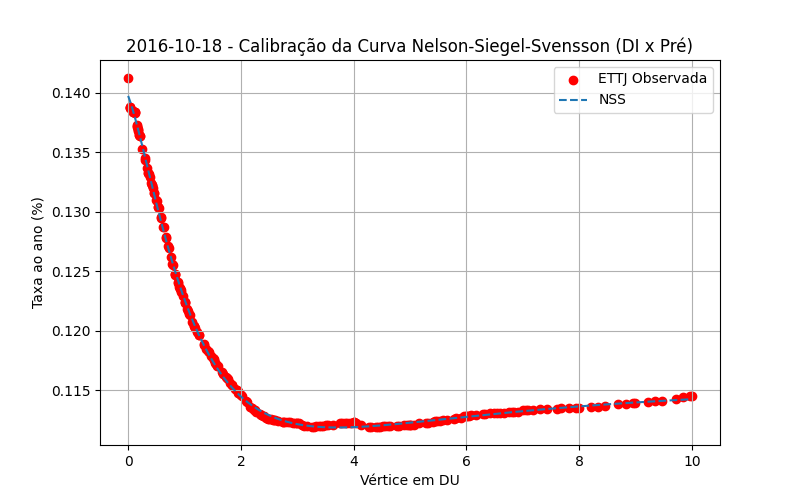 2016-10-18 - Calibração da Curva Nelson-Siegel-Svensson (DI x Pré)
ETTJ Observada
NSS
Taxa ao ano (%)
0.140
0.135
0.130
0.125
0.120
0.115
0
2
4
6
8
10
Vértice em DU